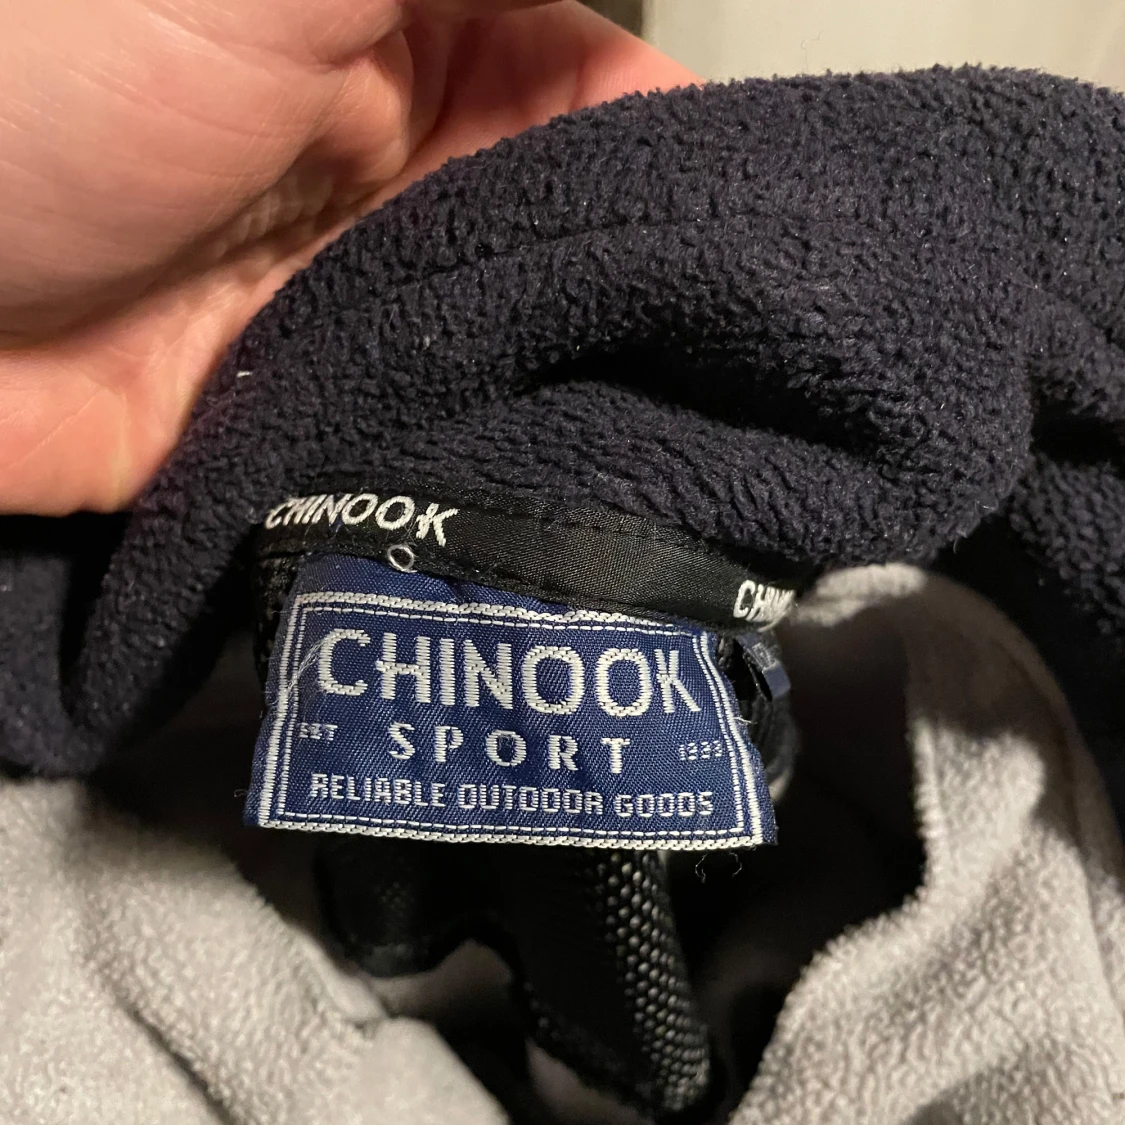 CHINOOK
CHINOOK
EST
SPORT
RELIABLE OUTDOOR GOODS